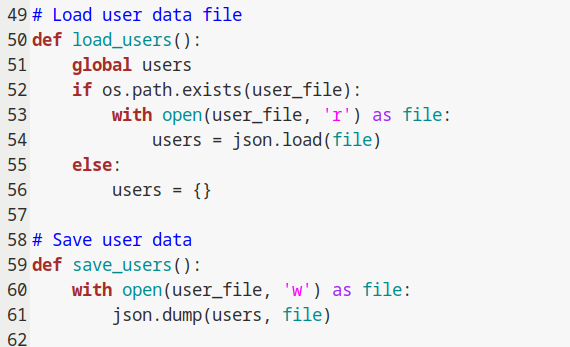 49 # Load user data file
50 def load_users():
51     global users
52     if os.path.exists(user_file):
53         with open(user_file, 'r') as file:
54             users = json.load(file)
55     else:
56         users = {}
57
58 # Save user data
59 def save_users():
60     with open(user_file, 'w') as file:
61         json.dump(users, file)
62